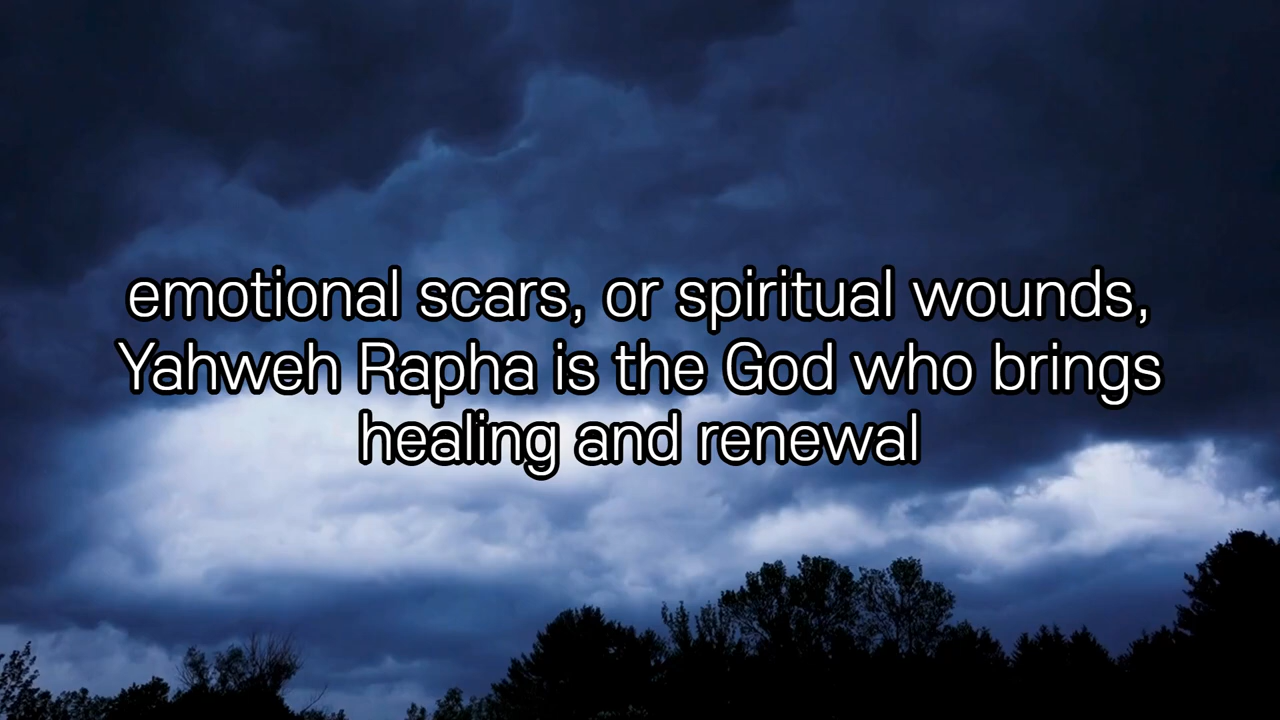 emotional scars, or spiritual wounds,
Yahweh Rapha is the God who brings
healing and renewal